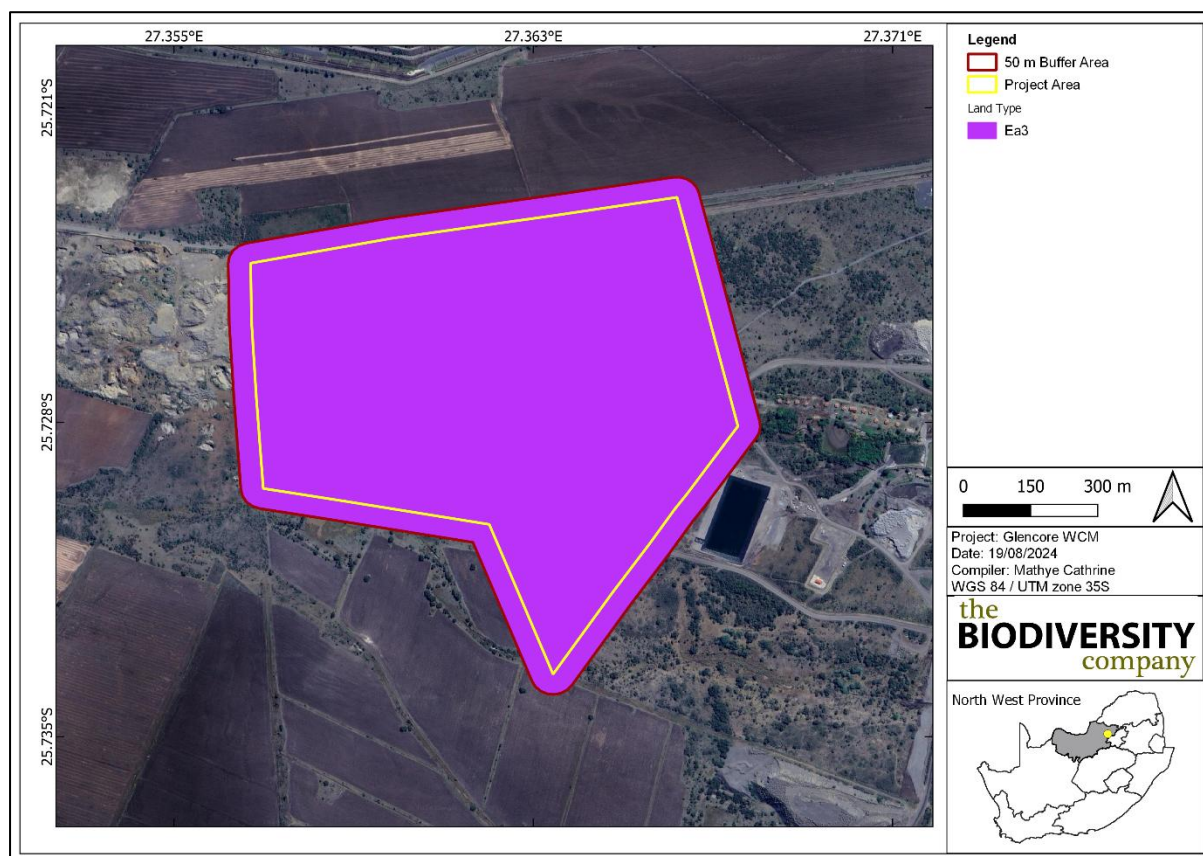 27.355°E 27.363°E 27.371°E
25.721°S
25.728°S
25.735°S
Legend
50 m Buffer Area
Project Area
Land Type
Ea3
0 150 300 m
Project: Glencore WCM
Date: 19/08/2024
Compiler: Mathye Cathrine
WGS 84 / UTM zone 35S
the
BIODIVERSITY
company
North West Province